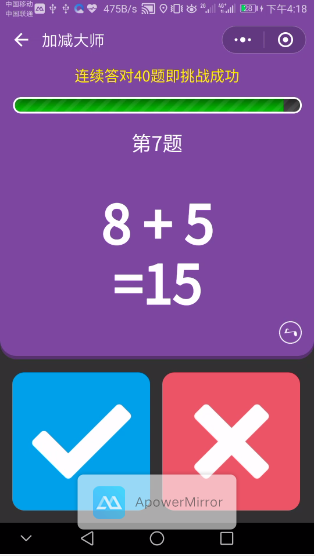 中国移动
中国联通
475B/s
下午4:18
加减大师
连续答对40题即挑战成功
第7题
8+5
=15
ApowerMirror